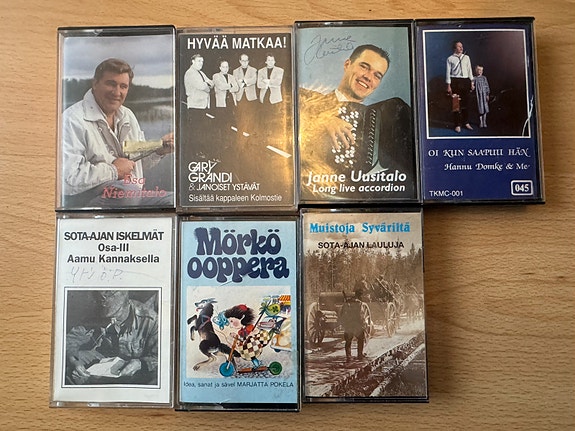 Esa
Niemitalo
HYVÄÄ MATKAA!
GARY
GRANDI
& JANOISET YSTÄVÄT
Sisältää kappaleen Kolmostie
Janne Uusitalo
Long live accordion
OI KUN SAAPUU HÄN
Hannu Domke & Me
TKMC-001
045
SOTA-AJAN ISKELMÄT
Osa-III
Aamu Kannaksella
Mörkö
ooppera
Idea, sanat ja sävel MARJATTA POKELA
Muistoja Syväriltä
SOTA-AJAN LAULUJA